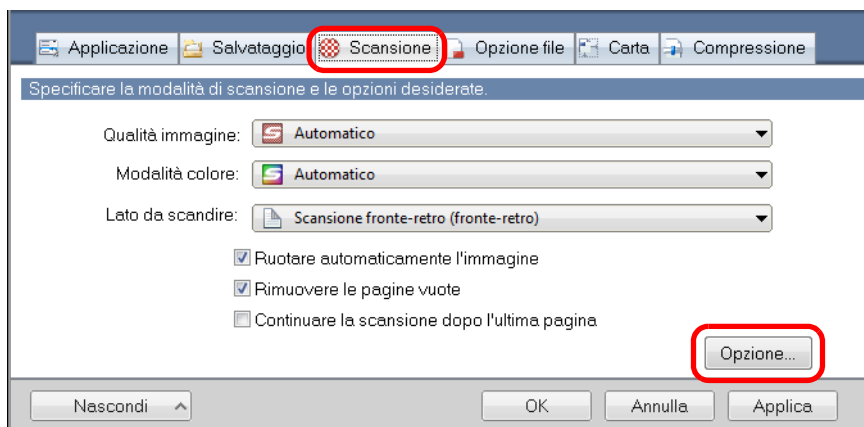 Applicazione Salvataggio Scansione Opzione file Carta Compressione
Specificare la modalità di scansione e le opzioni desiderate.
Qualità immagine: Automatico
Modalità colore: Automatico
Lato da scandire: Scansione fronte-retro (fronte-retro)
Ruotare automaticamente l'immagine
Rimuovere le pagine vuote
Continuare la scansione dopo l'ultima pagina
Opzione...
Nascondi OK Annulla Applica